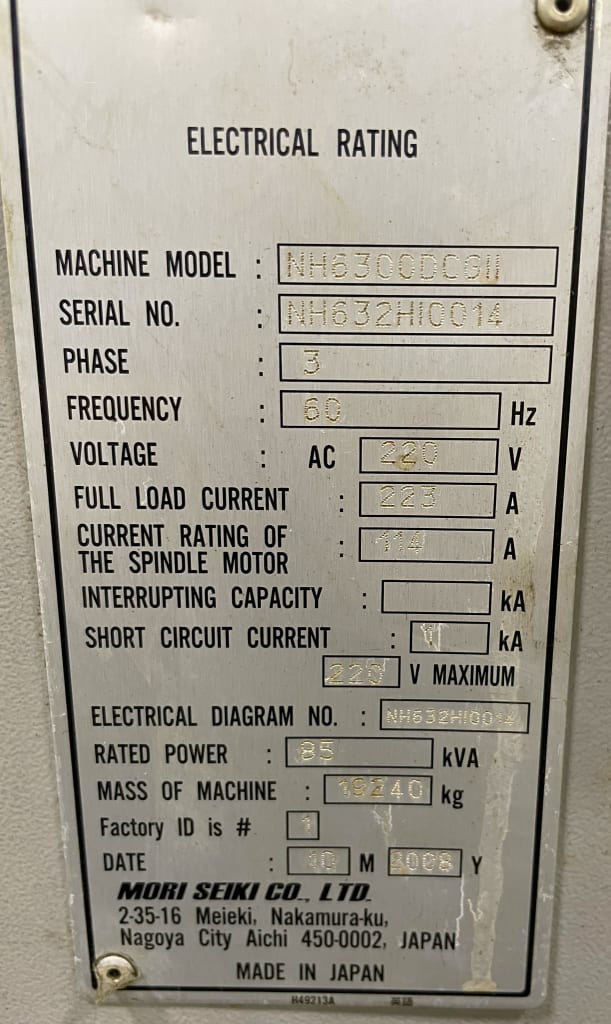 ELECTRICAL RATING
MACHINE MODEL : NH6300DCGII
SERIAL NO. : NH632HI0014
PHASE : 3
FREQUENCY : 60 Hz
VOLTAGE : AC 220 V
FULL LOAD CURRENT : 223 A
CURRENT RATING OF
THE SPINDLE MOTOR : 114 A
INTERRUPTING CAPACITY : kA
SHORT CIRCUIT CURRENT : kA
220 V MAXIMUM
ELECTRICAL DIAGRAM NO. : NH632HI0014
RATED POWER : 85 kVA
MASS OF MACHINE : kg
Factory ID is # 1
DATE : 10 M 2008 Y
MORI SEIKI CO., LTD.
2-35-16 Meieki, Nakamura-ku,
Nagoya City Aichi 450-0002, JAPAN
MADE IN JAPAN
H49213A 英語